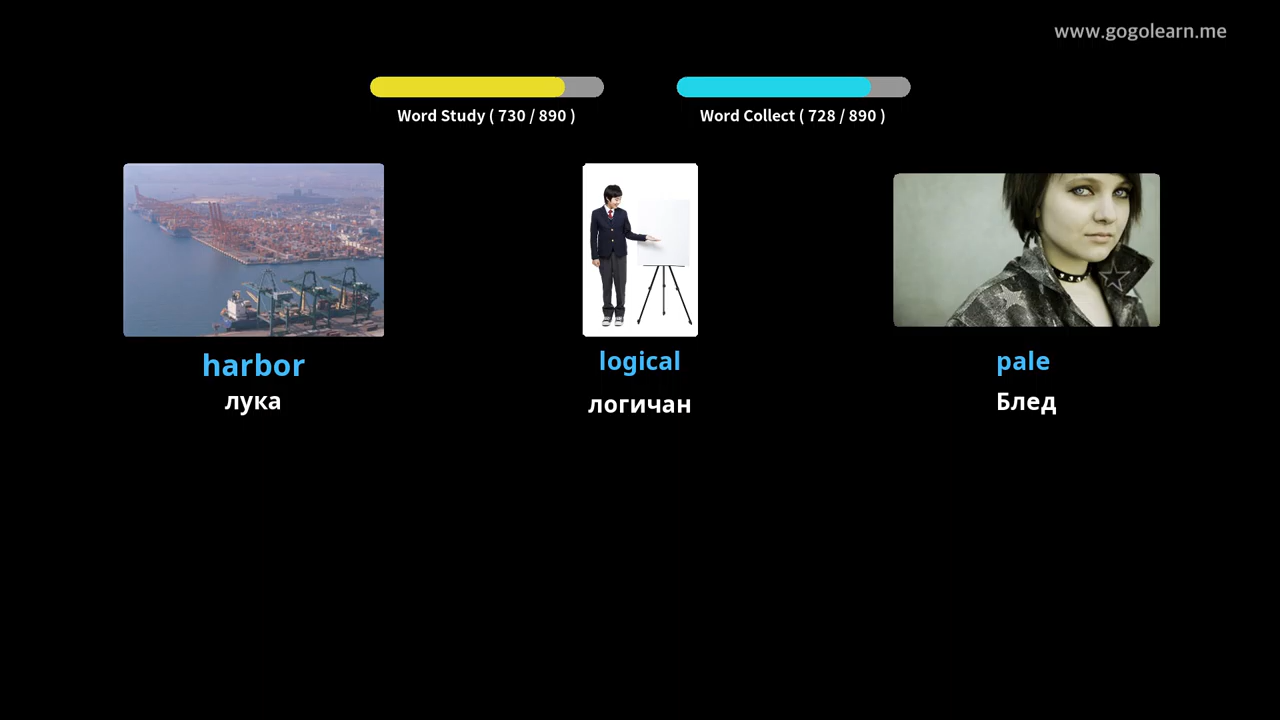 www.gogolearn.me
Word Study ( 730 / 890 )
Word Collect ( 728 / 890 )
harbor
logical
pale
лука
логичан
Блед